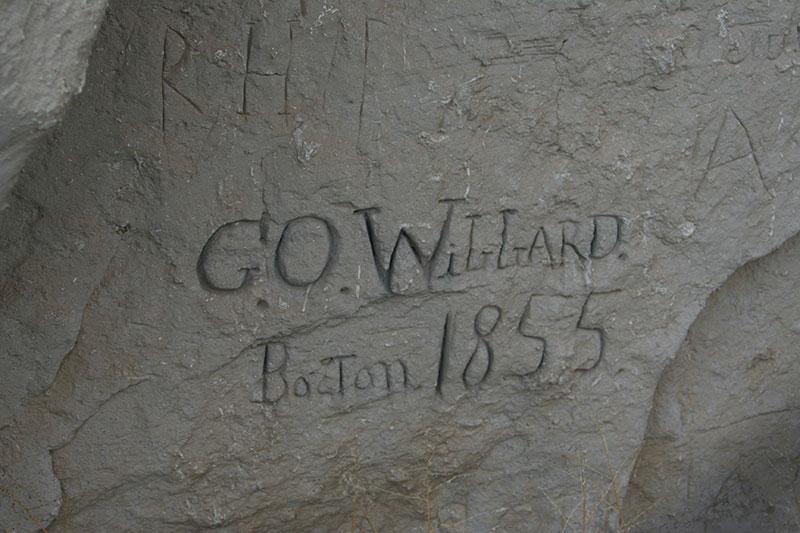 R H P
A
G.O. WiLLARD.
Boston 1855